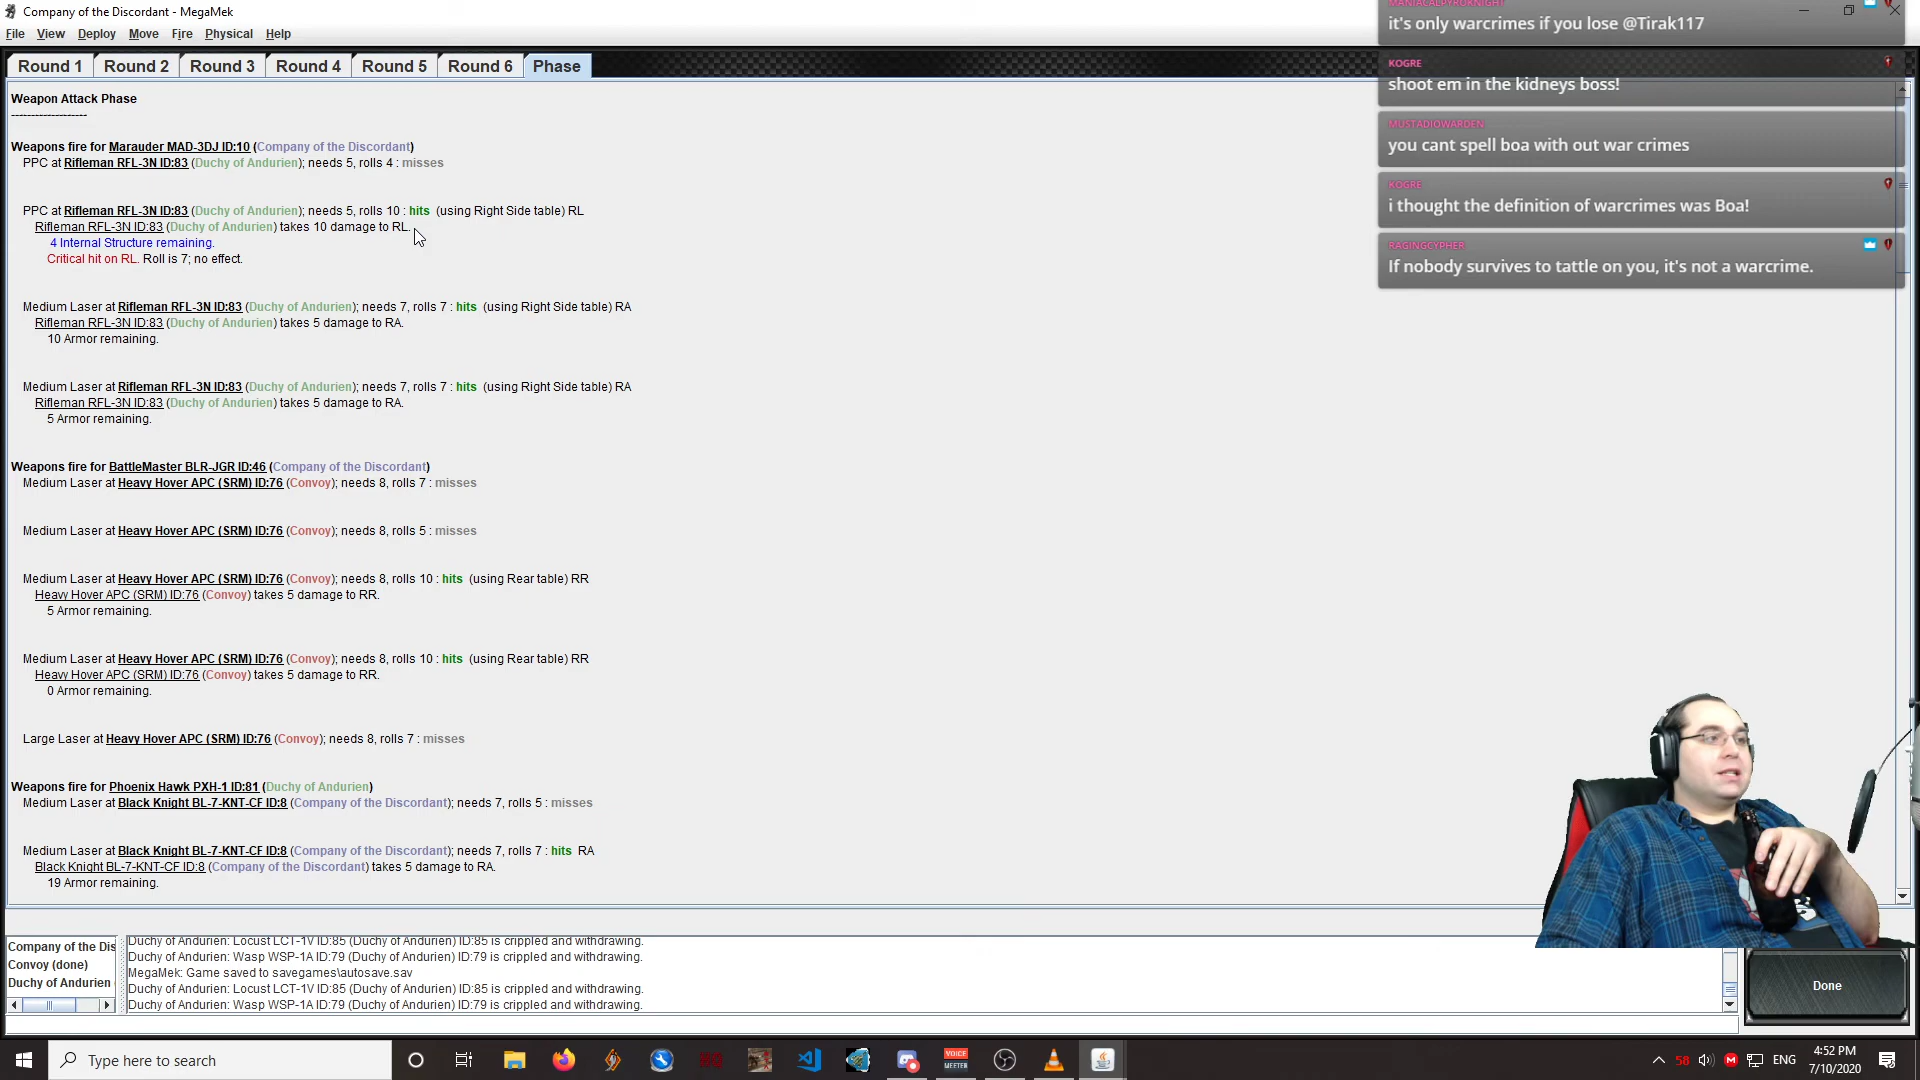 Company of the Discordant - MegaMek
File View Deploy Move Fire Physical Help
Round 1 Round 2 Round 3 Round 4 Round 5 Round 6 Phase
Weapon Attack Phase
-------------------
Weapons fire for Marauder MAD-3DJ ID:10 (Company of the Discordant)
PPC at Rifleman RFL-3N ID:83 (Duchy of Andurien); needs 5, rolls 4 : misses
PPC at Rifleman RFL-3N ID:83 (Duchy of Andurien); needs 5, rolls 10 : hits (using Right Side table) RL
Rifleman RFL-3N ID:83 (Duchy of Andurien) takes 10 damage to RL.
4 Internal Structure remaining.
Critical hit on RL. Roll is 7; no effect.
Medium Laser at Rifleman RFL-3N ID:83 (Duchy of Andurien); needs 7, rolls 7 : hits (using Right Side table) RA
Rifleman RFL-3N ID:83 (Duchy of Andurien) takes 5 damage to RA.
10 Armor remaining.
Medium Laser at Rifleman RFL-3N ID:83 (Duchy of Andurien); needs 7, rolls 7 : hits (using Right Side table) RA
Rifleman RFL-3N ID:83 (Duchy of Andurien) takes 5 damage to RA.
5 Armor remaining.
Weapons fire for BattleMaster BLR-JGR ID:46 (Company of the Discordant)
Medium Laser at Heavy Hover APC (SRM) ID:76 (Convoy); needs 8, rolls 7 : misses
Medium Laser at Heavy Hover APC (SRM) ID:76 (Convoy); needs 8, rolls 5 : misses
Medium Laser at Heavy Hover APC (SRM) ID:76 (Convoy); needs 8, rolls 10 : hits (using Rear table) RR
Heavy Hover APC (SRM) ID:76 (Convoy) takes 5 damage to RR.
5 Armor remaining.
Medium Laser at Heavy Hover APC (SRM) ID:76 (Convoy); needs 8, rolls 10 : hits (using Rear table) RR
Heavy Hover APC (SRM) ID:76 (Convoy) takes 5 damage to RR.
0 Armor remaining.
Large Laser at Heavy Hover APC (SRM) ID:76 (Convoy); needs 8, rolls 7 : misses
Weapons fire for Phoenix Hawk PXH-1 ID:81 (Duchy of Andurien)
Medium Laser at Black Knight BL-7-KNT-CF ID:8 (Company of the Discordant); needs 7, rolls 5 : misses
Medium Laser at Black Knight BL-7-KNT-CF ID:8 (Company of the Discordant); needs 7, rolls 7 : hits RA
Black Knight BL-7-KNT-CF ID:8 (Company of the Discordant) takes 5 damage to RA.
19 Armor remaining.
MANIACALPYROKNIGHT
it's only warcrimes if you lose @Tirak117
KOGRE
shoot em in the kidneys boss!
MUSTADIOWARDEN
you cant spell boa with out war crimes
KOGRE
i thought the definition of warcrimes was Boa!
RAGINGCYPHER
If nobody survives to tattle on you, it's not a warcrime.
Company of the Dis
Convoy (done)
Duchy of Andurien
Duchy of Andurien: Locust LCT-1V ID:85 (Duchy of Andurien) ID:85 is crippled and withdrawing.
Duchy of Andurien: Wasp WSP-1A ID:79 (Duchy of Andurien) ID:79 is crippled and withdrawing.
MegaMek: Game saved to savegames\autosave.sav
Duchy of Andurien: Locust LCT-1V ID:85 (Duchy of Andurien) ID:85 is crippled and withdrawing.
Duchy of Andurien: Wasp WSP-1A ID:79 (Duchy of Andurien) ID:79 is crippled and withdrawing.
Done
Type here to search
VOICE
MEETER
58
ENG
4:52 PM
7/10/2020